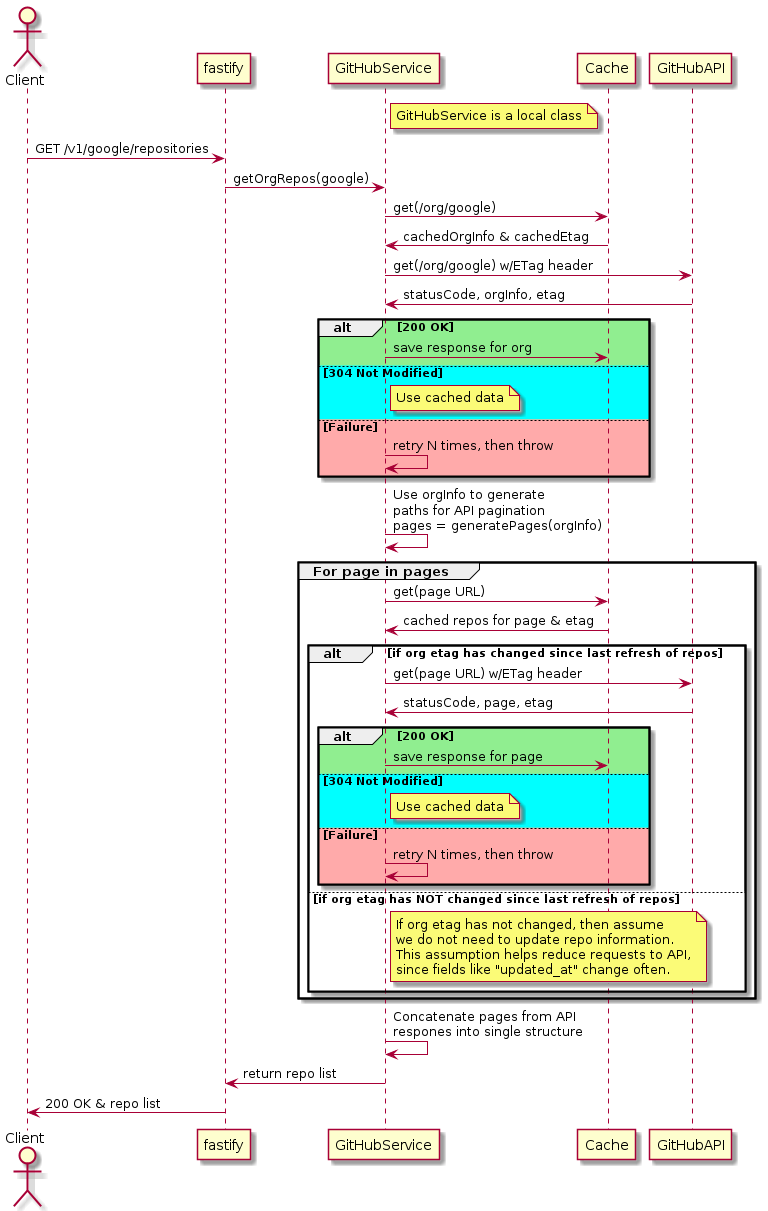 Client
fastify
GitHubService
Cache
GitHubAPI
GitHubService is a local class
GET /v1/google/repositories
getOrgRepos(google)
get(/org/google)
cachedOrgInfo & cachedEtag
get(/org/google) w/ETag header
statusCode, orgInfo, etag
alt
[200 OK]
save response for org
[304 Not Modified]
Use cached data
[Failure]
retry N times, then throw
Use orgInfo to generate
paths for API pagination
pages = generatePages(orgInfo)
For page in pages
get(page URL)
cached repos for page & etag
alt
[if org etag has changed since last refresh of repos]
get(page URL) w/ETag header
statusCode, page, etag
alt
[200 OK]
save response for page
[304 Not Modified]
Use cached data
[Failure]
retry N times, then throw
[if org etag has NOT changed since last refresh of repos]
If org etag has not changed, then assume
we do not need to update repo information.
This assumption helps reduce requests to API,
since fields like "updated_at" change often.
Concatenate pages from API
respones into single structure
return repo list
200 OK & repo list
Client
fastify
GitHubService
Cache
GitHubAPI